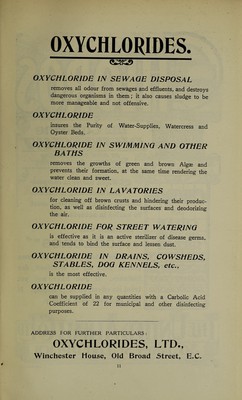 OXYCHLORIDES.
OXYCHLORIDE IN SEWAGE DISPOSAL
removes all odour from sewages and effluents, and destroys
dangerous organisms in them; it also causes sludge to be
more manageable and not offensive.
OXYCHLORIDE
insures the Purity of Water-Supplies, Watercress and
Oyster Beds.
OXYCHLORIDE IN SWIMMING AND OTHER
BATHS
removes the growths of green and brown Algæ and
prevents their formation, at the same time rendering the
water clean and sweet.
OXYCHLORIDE IN LAVATORIES
for cleaning off brown crusts and hindering their produc-
tion, as well as disinfecting the surfaces and deodorizing
the air.
OXYCHLORIDE FOR STREET WATERING
is effective as it is an active steriliser of disease germs,
and tends to bind the surface and lessen dust.
OXYCHLORIDE IN DRAINS, COWSHEDS,
STABLES, DOG KENNELS, etc.,
is the most effective.
OXYCHLORIDE
can be supplied in any quantities with a Carbolic Acid
Coefficient of 22 for municipal and other disinfecting
purposes.
ADDRESS FOR FURTHER PARTICULARS:
OXYCHLORIDES, LTD.,
Winchester House, Old Broad Street, E.C.